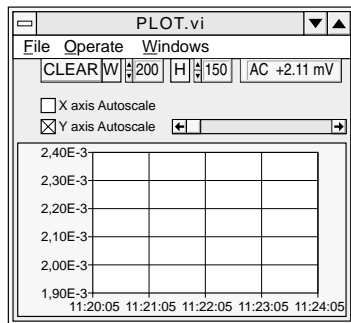 PLOT.vi
File Operate Windows
CLEAR W 200 H 150 AC +2.11 mV
X axis Autoscale
Y axis Autoscale
2,40E-3
2,30E-3
2,20E-3
2,10E-3
2,00E-3
1,90E-3
11:20:05 11:21:05 11:22:05 11:23:05 11:24:05